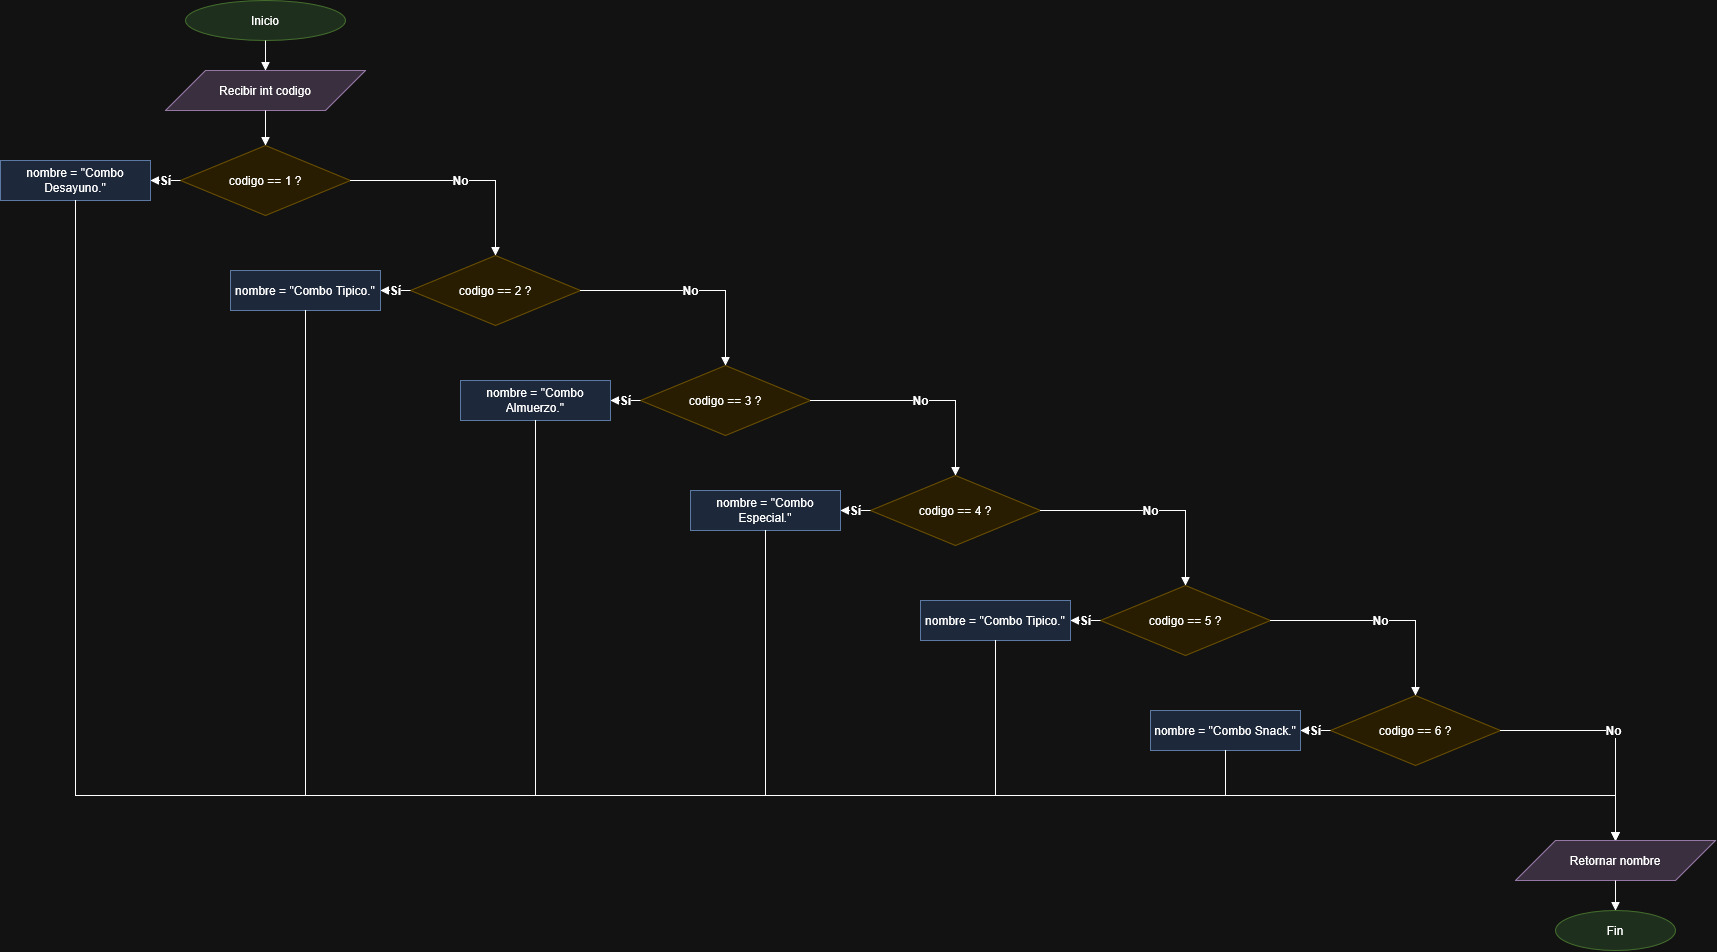 Inicio
Recibir int codigo
nombre = "Combo
Desayuno."
Sí
codigo == 1 ?
No
nombre = "Combo Tipico."
Sí
codigo == 2 ?
No
nombre = "Combo
Almuerzo."
Sí
codigo == 3 ?
No
nombre = "Combo
Especial."
Sí
codigo == 4 ?
No
nombre = "Combo Tipico."
Sí
codigo == 5 ?
No
nombre = "Combo Snack."
Sí
codigo == 6 ?
No
Retornar nombre
Fin